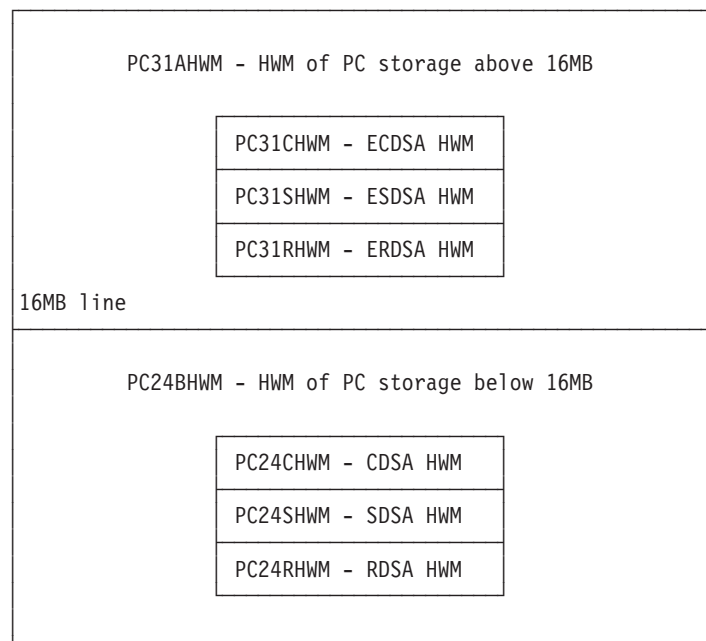 PC31AHWM - HWM of PC storage above 16MB
PC31CHWM - ECDSA HWM
PC31SHWM - ESDSA HWM
PC31RHWM - ERDSA HWM
16MB line
PC24BHWM - HWM of PC storage below 16MB
PC24CHWM - CDSA HWM
PC24SHWM - SDSA HWM
PC24RHWM - RDSA HWM